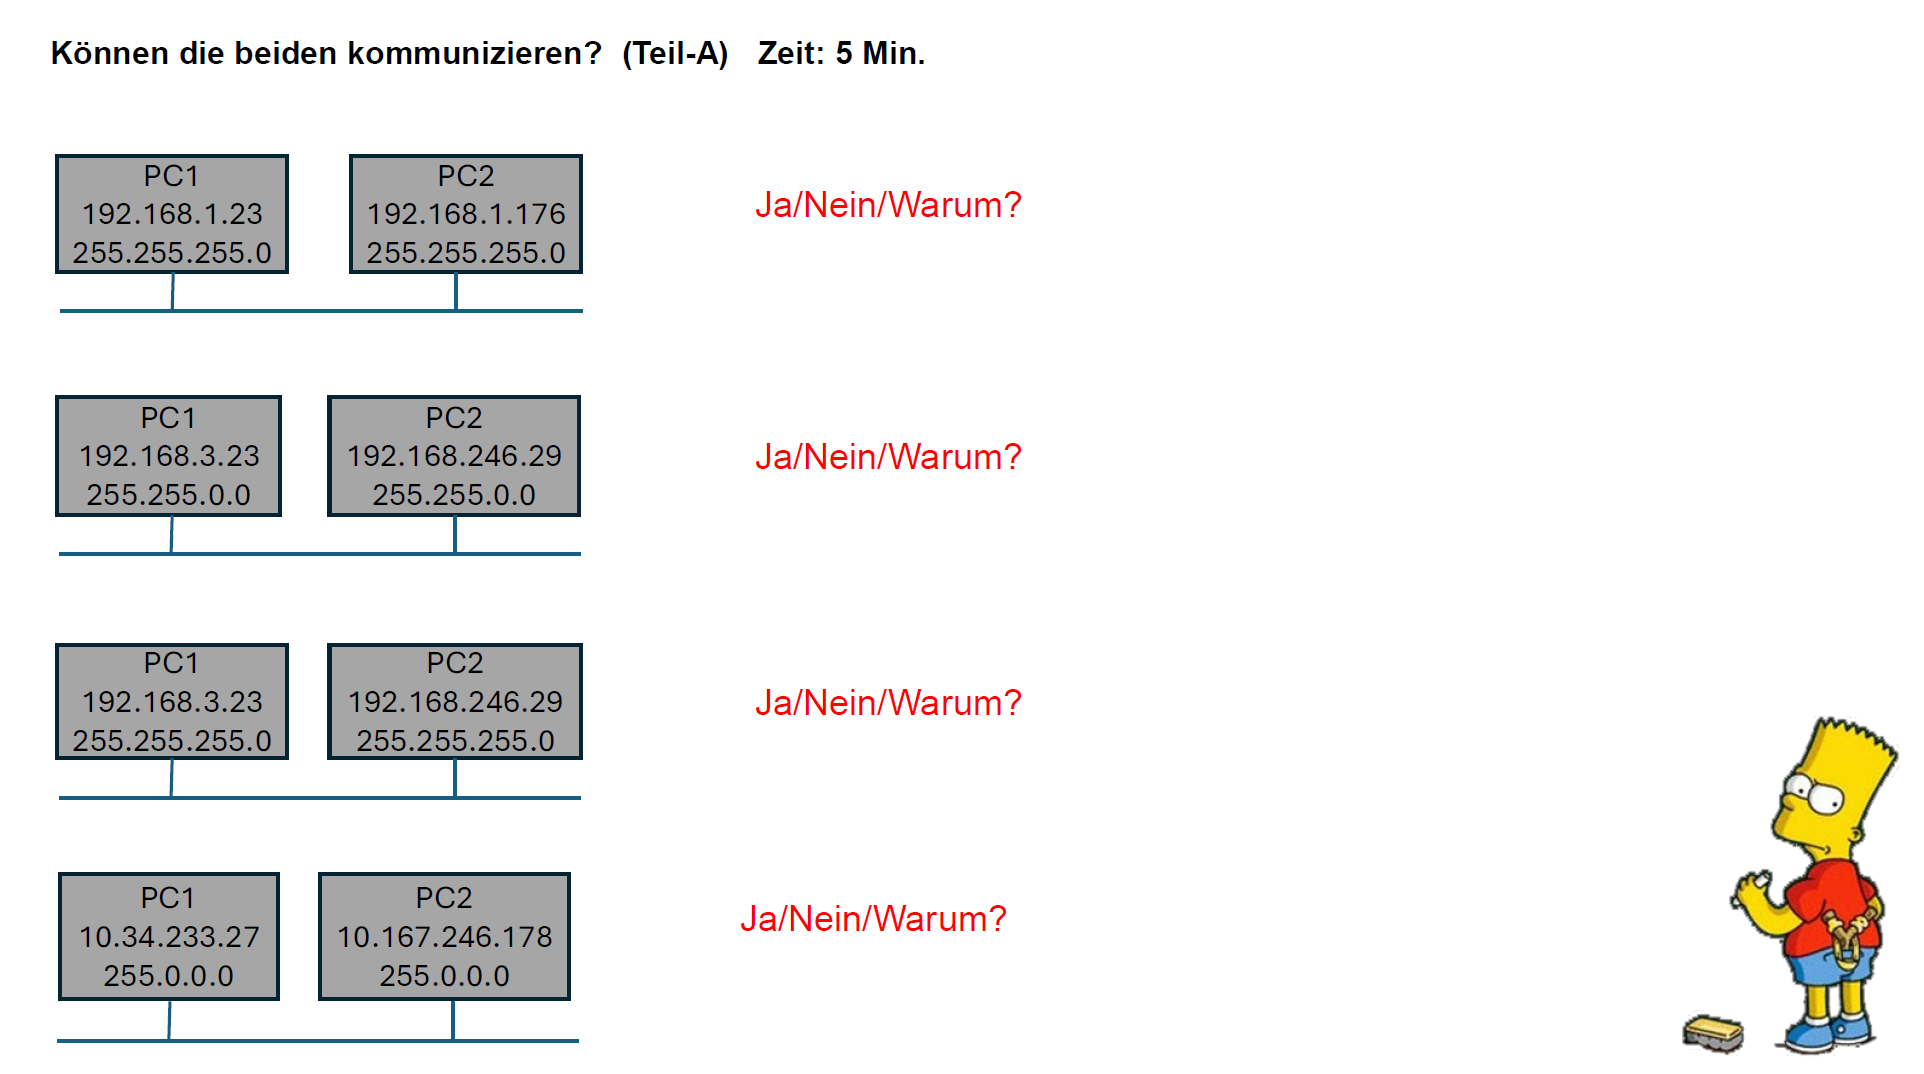 Können die beiden kommunizieren? (Teil-A) Zeit: 5 Min.
PC1
192.168.1.23
255.255.255.0
PC2
192.168.1.176
255.255.255.0
Ja/Nein/Warum?
PC1
192.168.3.23
255.255.0.0
PC2
192.168.246.29
255.255.0.0
Ja/Nein/Warum?
PC1
192.168.3.23
255.255.255.0
PC2
192.168.246.29
255.255.255.0
Ja/Nein/Warum?
PC1
10.34.233.27
255.0.0.0
PC2
10.167.246.178
255.0.0.0
Ja/Nein/Warum?